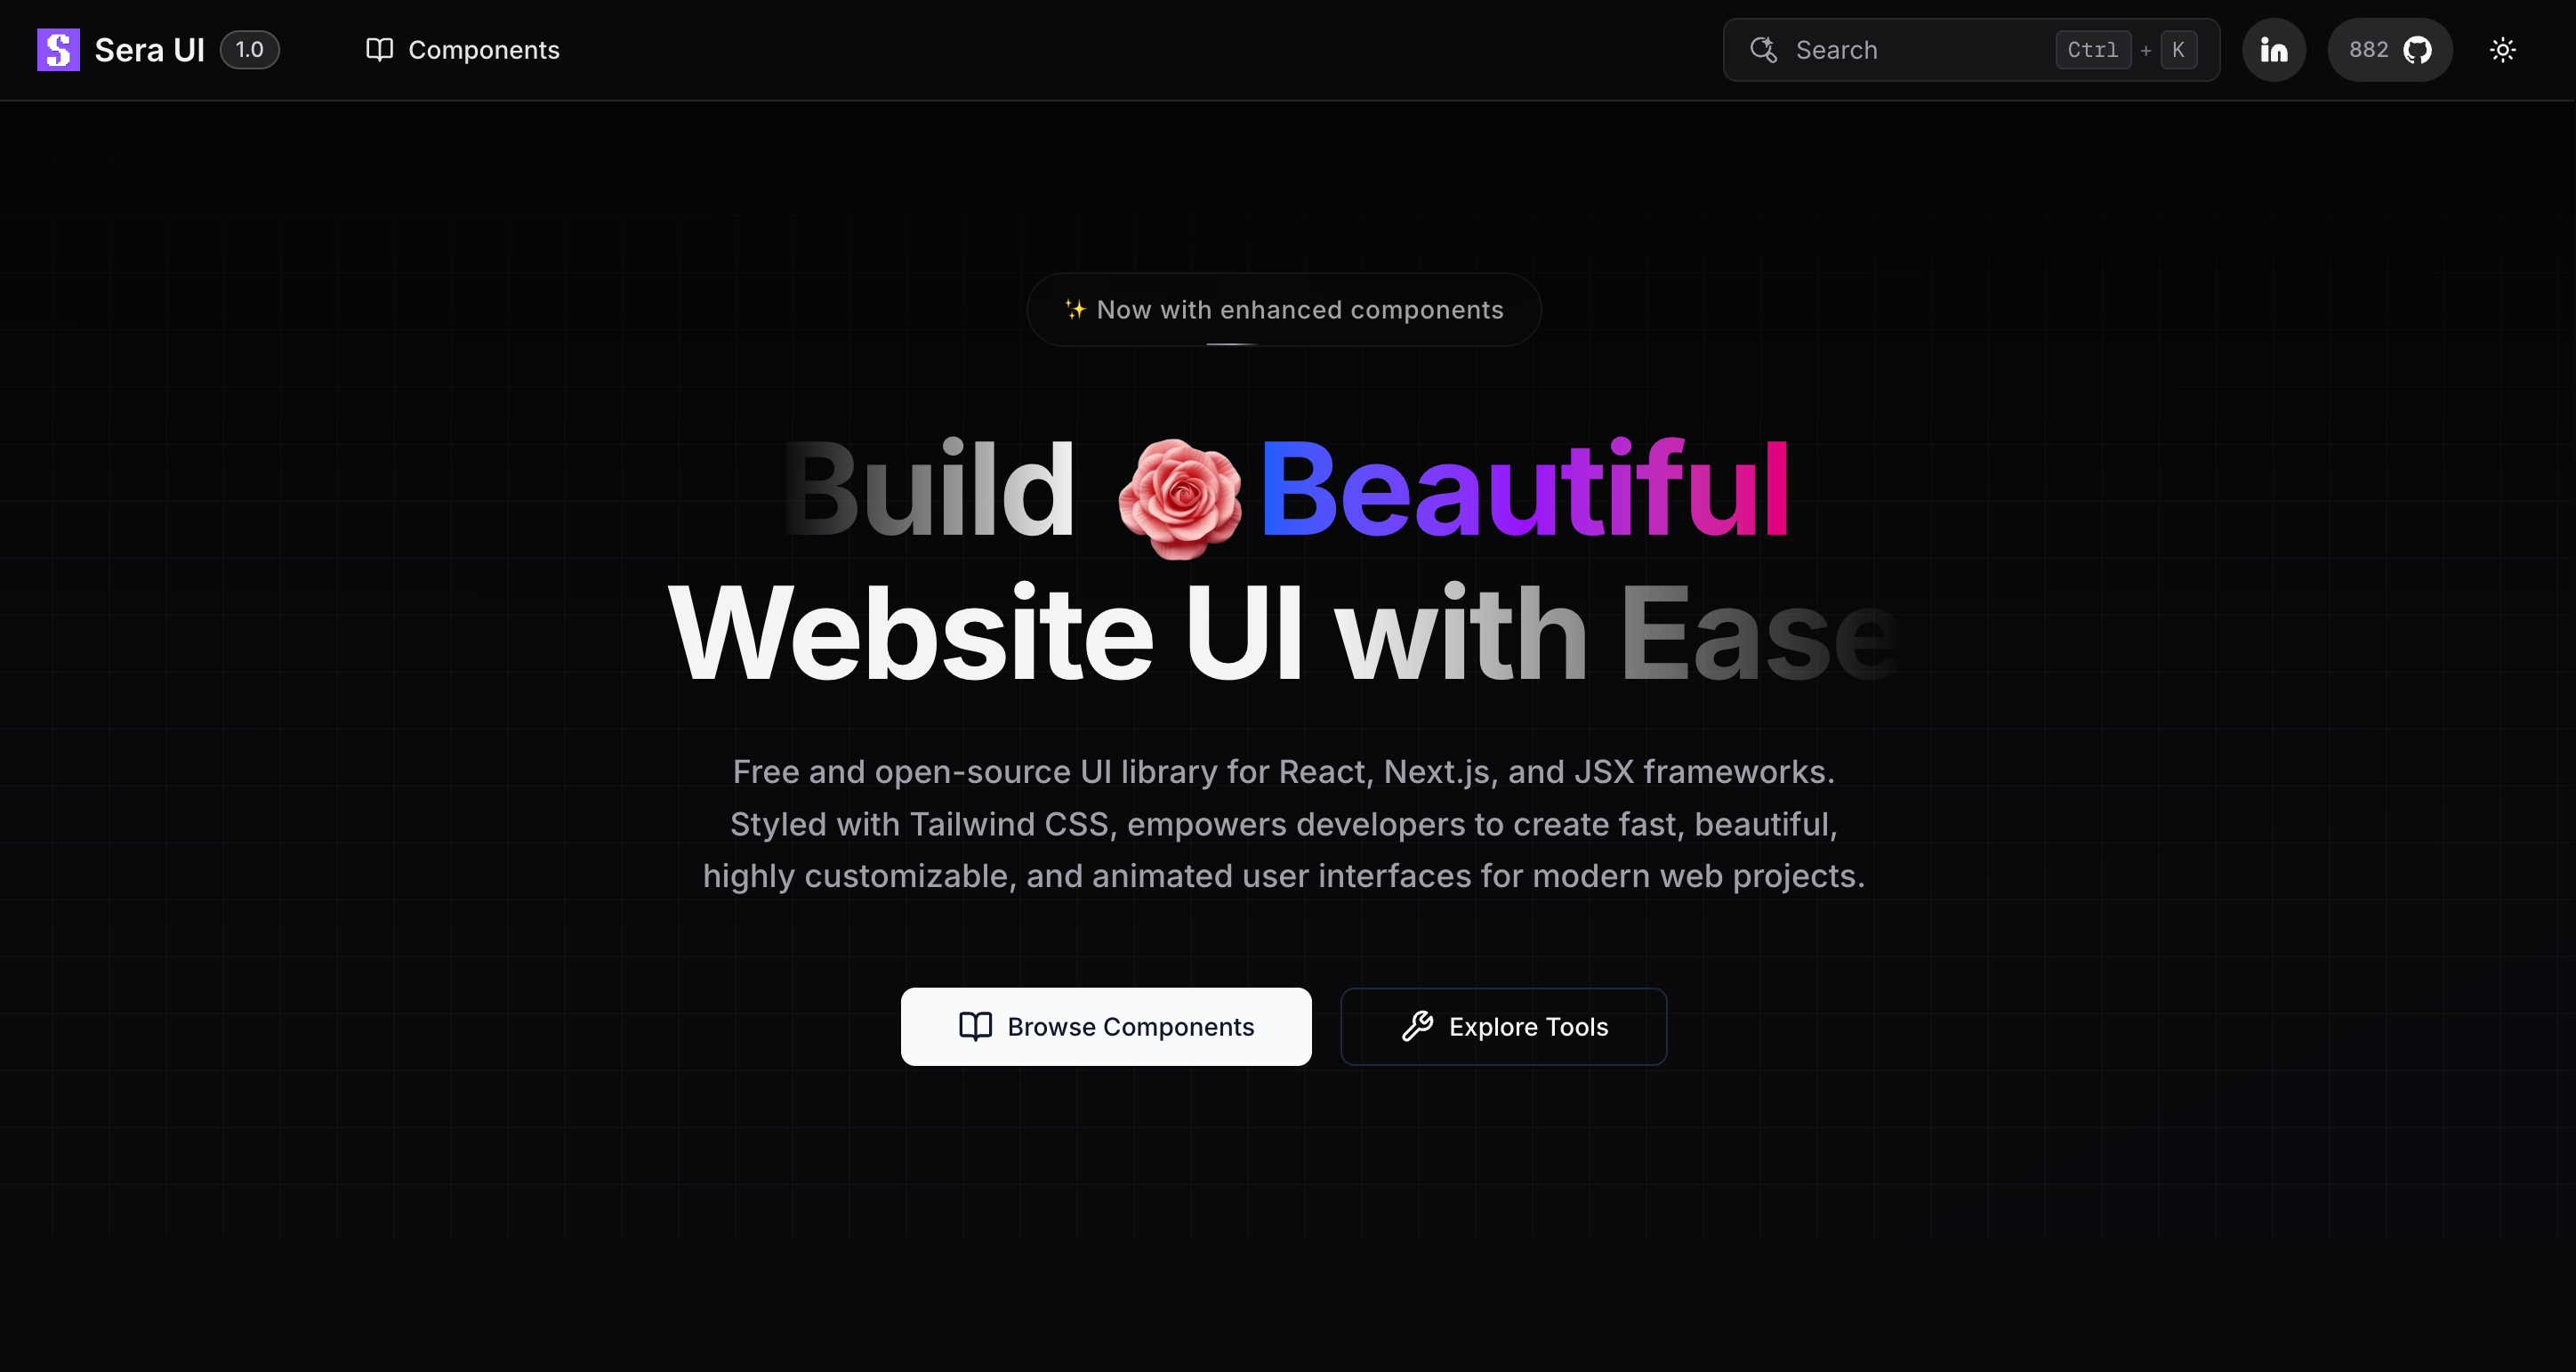 Sera UI 1.0
Components
Search Ctrl + K
882
✨ Now with enhanced components
Build Beautiful
Website UI with Ease
Free and open-source UI library for React, Next.js, and JSX frameworks.
Styled with Tailwind CSS, empowers developers to create fast, beautiful,
highly customizable, and animated user interfaces for modern web projects.
Browse Components
Explore Tools